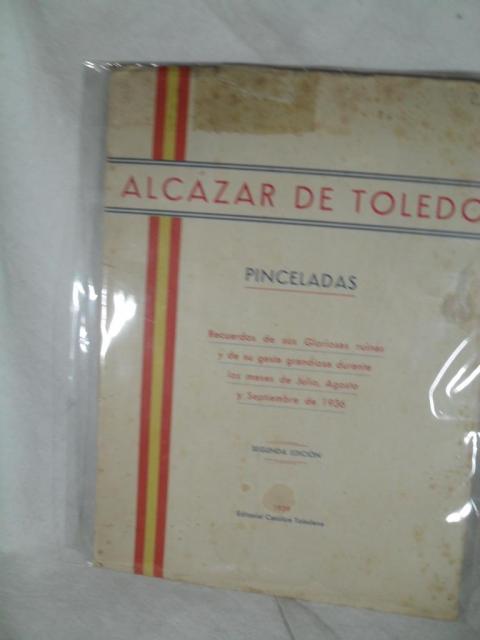 ALCAZAR DE TOLEDO
PINCELADAS
Recuerdos de sus Gloriosas ruinas
y de su gesta grandiosa durante
los meses de Julio, Agosto
y Septiembre de 1936
SEGUNDA EDICIÓN
1939
Editorial Católica Toledana